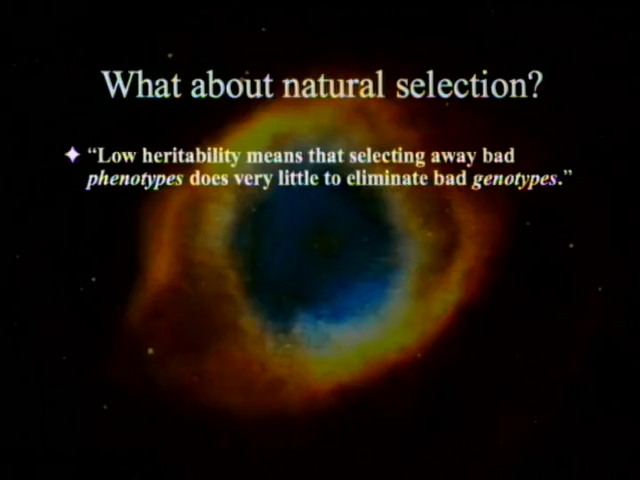 What about natural selection?
“Low heritability means that selecting away bad
phenotypes does very little to eliminate bad genotypes.”